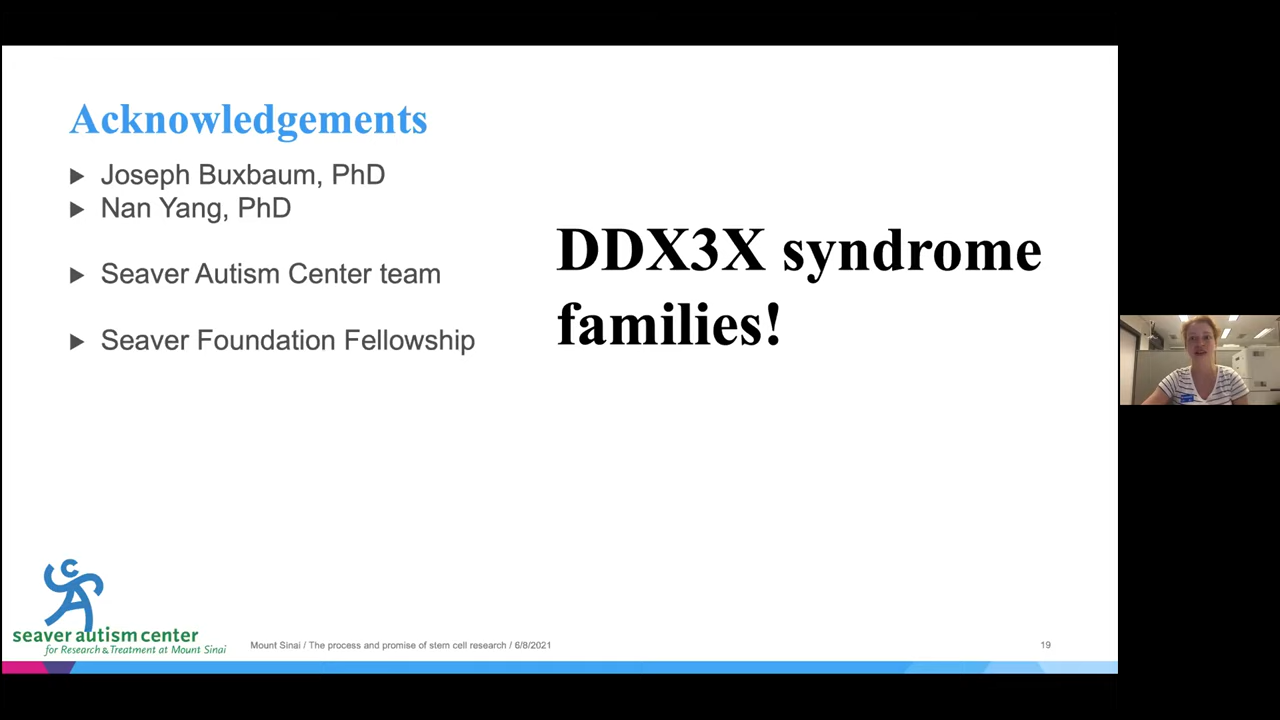 Acknowledgements
Joseph Buxbaum, PhD
Nan Yang, PhD
Seaver Autism Center team
Seaver Foundation Fellowship
DDX3X syndrome
families!
seaver autism center
for Research & Treatment at Mount Sinai
Mount Sinai / The process and promise of stem cell research / 6/8/2021
19